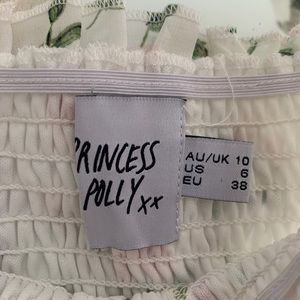 PRINCESS
POLLY xx
AU/UK 10
US 6
EU 38